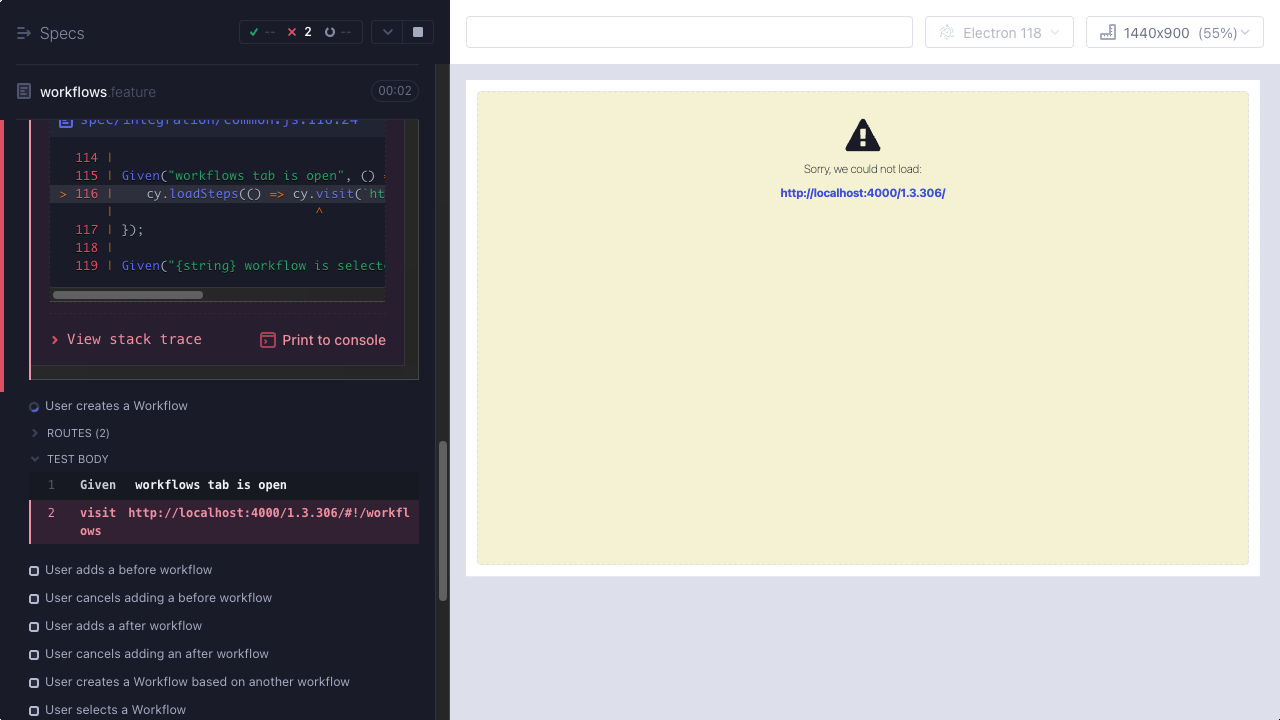 Specs
-- 2 --
workflows feature
00:02
spec/integration/common.js:116:24
114 |
115 | Given("workflows tab is open", () =
> 116 |     cy.loadSteps(() => cy.visit(`ht
|                           ^
117 | });
118 |
119 | Given("{string} workflow is select
View stack trace
Print to console
User creates a Workflow
ROUTES (2)
TEST BODY
1 Given workflows tab is open
2 visit http://localhost:4000/1.3.306/#!/workfl
ows
User adds a before workflow
User cancels adding a before workflow
User adds a after workflow
User cancels adding an after workflow
User creates a Workflow based on another workflow
User selects a Workflow
Electron 118
1440x900 (55%)
Sorry, we could not load:
http://localhost:4000/1.3.306/